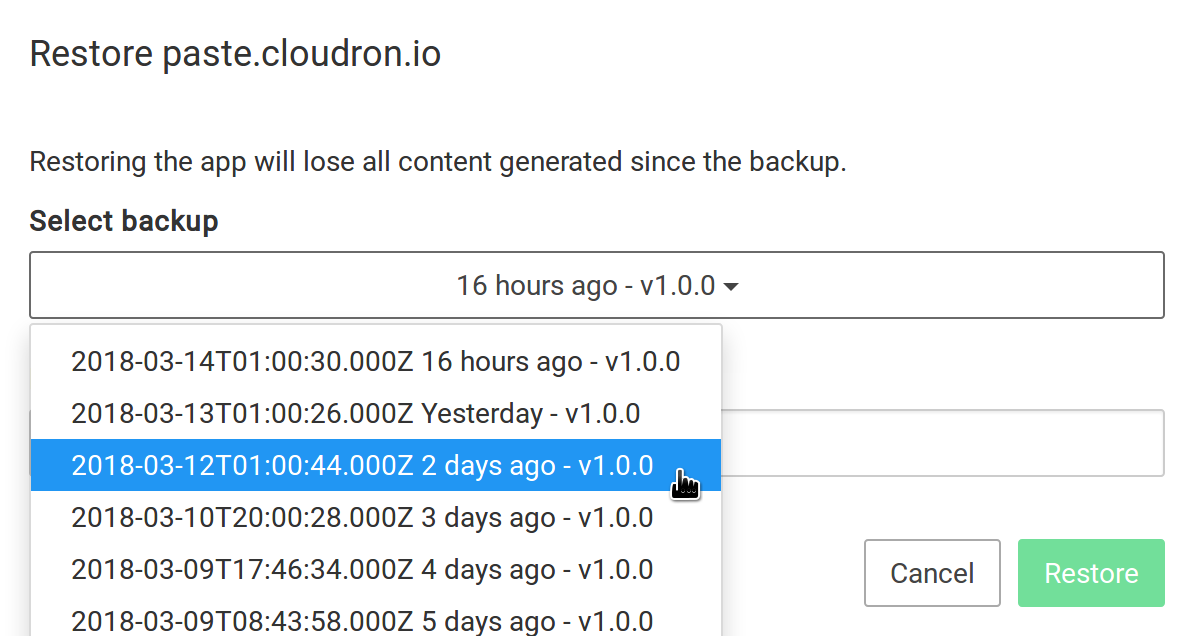 Restore paste.cloudron.io
Restoring the app will lose all content generated since the backup.
Select backup
16 hours ago - v1.0.0
2018-03-14T01:00:30.000Z 16 hours ago - v1.0.0
2018-03-13T01:00:26.000Z Yesterday - v1.0.0
2018-03-12T01:00:44.000Z 2 days ago - v1.0.0
2018-03-10T20:00:28.000Z 3 days ago - v1.0.0
2018-03-09T17:46:34.000Z 4 days ago - v1.0.0
2018-03-09T08:43:58.000Z 5 days ago - v1.0.0
Cancel
Restore